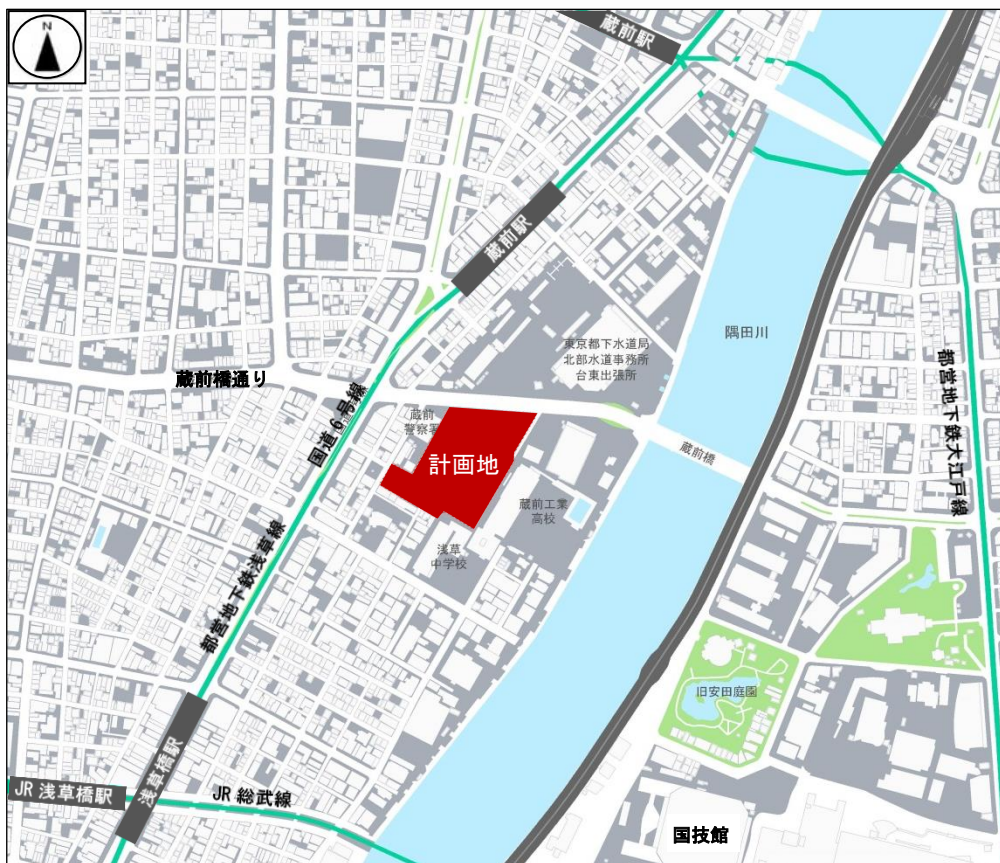 N
蔵前駅
蔵前駅
隅田川
東京都下水道局
北部水道事務所
台東出張所
都営地下鉄大江戸線
蔵前橋通り
国道6号線
蔵前
警察署
計画地
蔵前橋
蔵前工業
高校
浅草
中学校
都営地下鉄浅草線
旧安田庭園
浅草橋駅
JR 浅草橋駅
JR 総武線
国技館